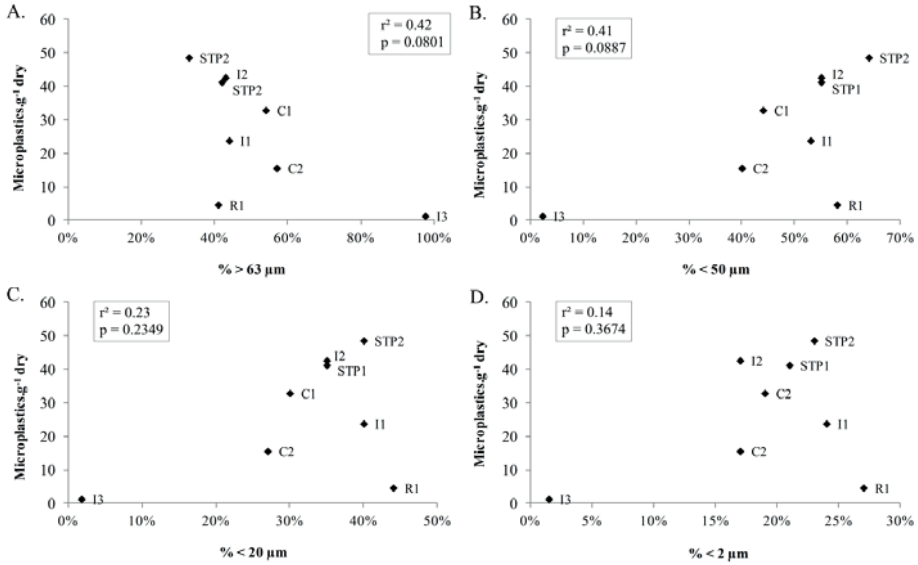 A.
r² = 0.42
p = 0.0801
Microplastics.g⁻¹ dry
60
50
40
30
20
10
0
STP2
I2
STP2
C1
I1
C2
R1
I3
0% 20% 40% 60% 80% 100%
% > 63 µm
B.
r² = 0.41
p = 0.0887
Microplastics.g⁻¹ dry
60
50
40
30
20
10
0
STP2
I2
STP1
C1
I1
C2
R1
I3
0% 10% 20% 30% 40% 50% 60% 70%
% < 50 µm
C.
r² = 0.23
p = 0.2349
Microplastics.g⁻¹ dry
60
50
40
30
20
10
0
STP2
I2
STP1
C1
I1
C2
R1
I3
0% 10% 20% 30% 40% 50%
% < 20 µm
D.
r² = 0.14
p = 0.3674
Microplastics.g⁻¹ dry
60
50
40
30
20
10
0
STP2
I2
STP1
C2
I1
C2
R1
I3
0% 5% 10% 15% 20% 25% 30%
% < 2 µm